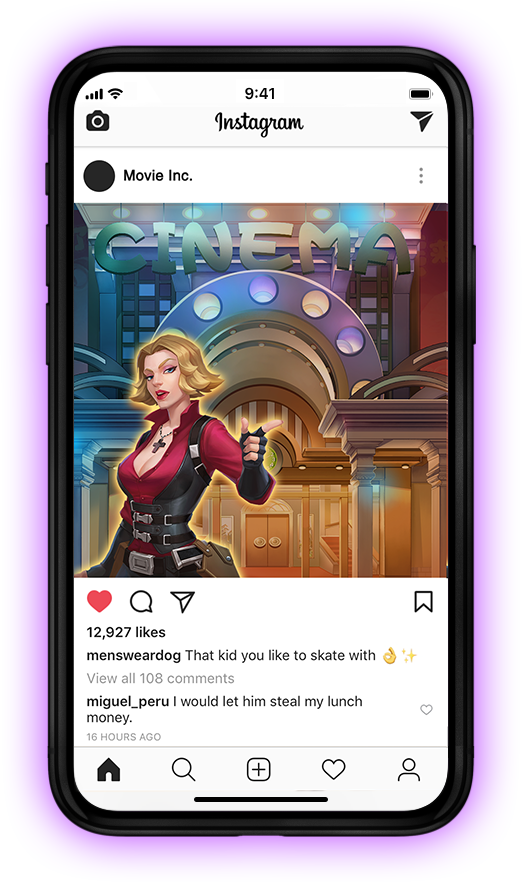 9:41
Instagram
Movie Inc.
CINEMA
12,927 likes
mensweardog That kid you like to skate with 👌✨
View all 108 comments
miguel_peru I would let him steal my lunch
money.
16 HOURS AGO